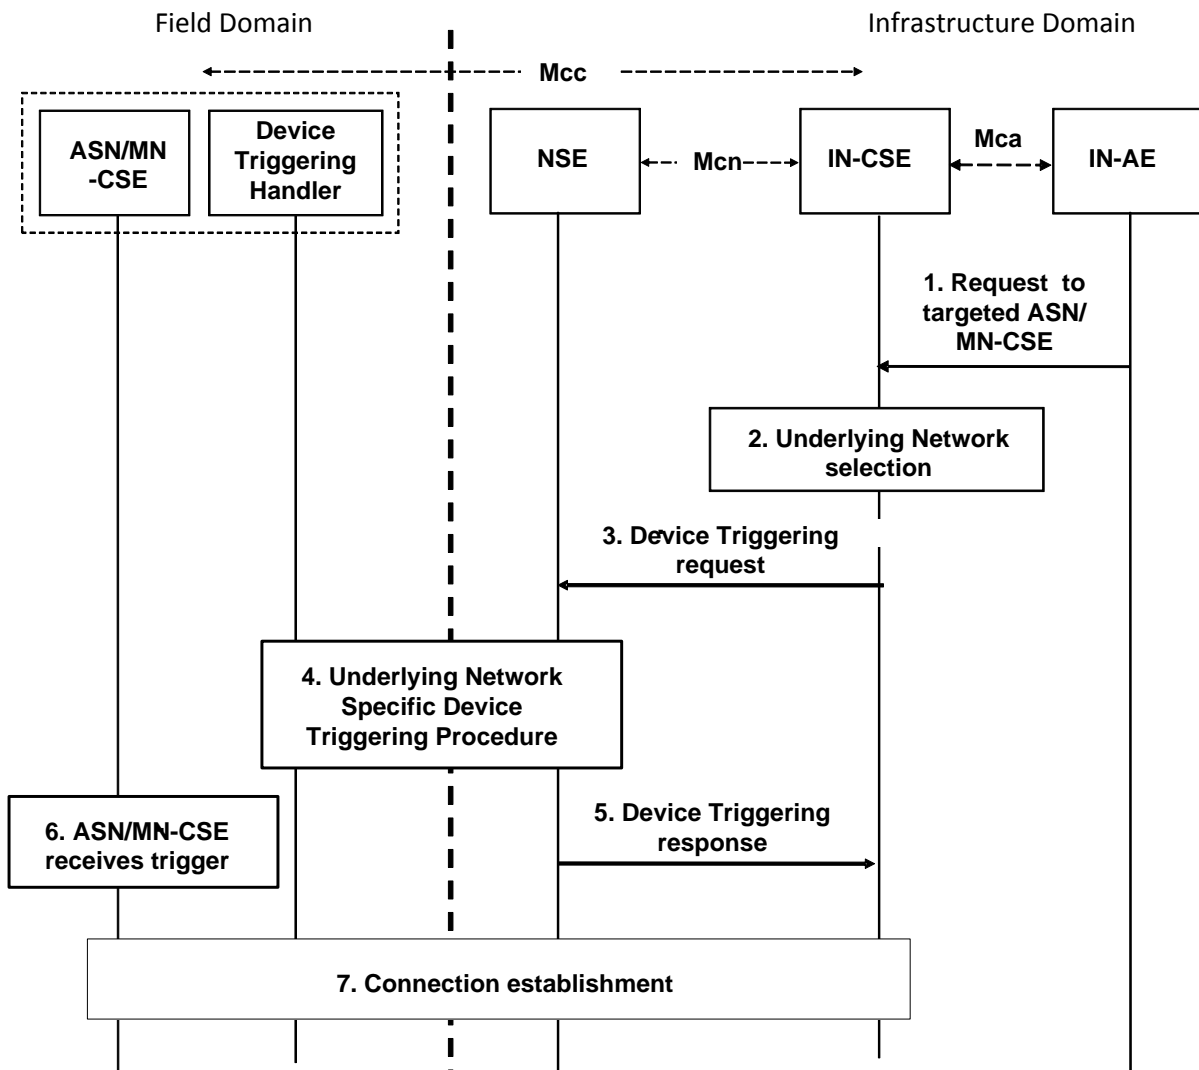 Field Domain
Infrastructure Domain
Mcc
ASN/MN
-CSE
Device
Triggering
Handler
NSE
Mcn
IN-CSE
Mca
IN-AE
1. Request to
targeted ASN/
MN-CSE
2. Underlying Network
selection
3. Device Triggering
request
4. Underlying Network
Specific Device
Triggering Procedure
5. Device Triggering
response
6. ASN/MN-CSE
receives trigger
7. Connection establishment